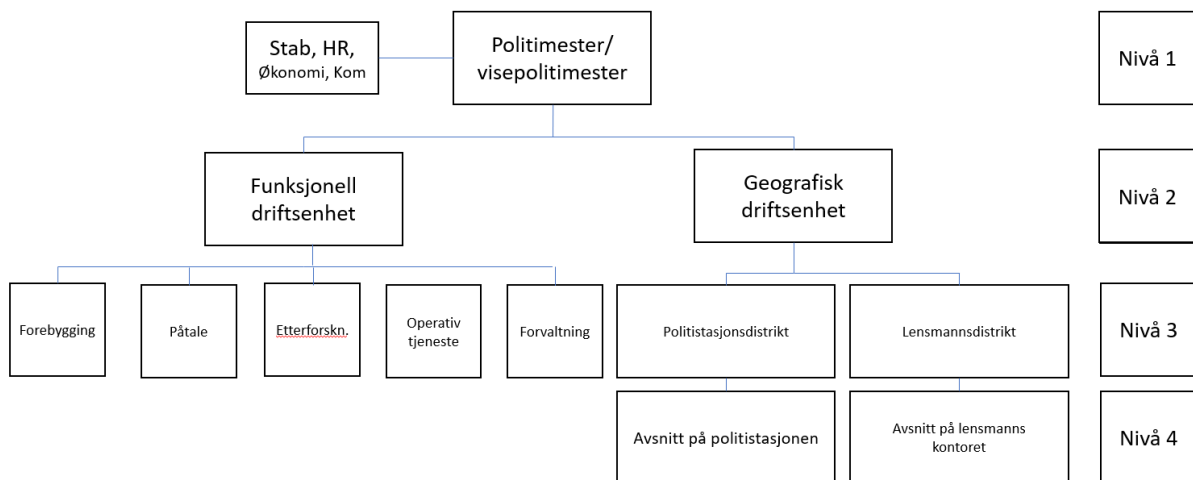 Stab, HR,
Økonomi, Kom
Politimester/
visepolitimester
Nivå 1
Funksjonell
driftsenhet
Geografisk
driftsenhet
Nivå 2
Forebygging
Påtale
Etterforskn.
Operativ
tjeneste
Forvaltning
Politistasjonsdistrikt
Lensmannsdistrikt
Nivå 3
Avsnitt på politistasjonen
Avsnitt på lensmanns
kontoret
Nivå 4